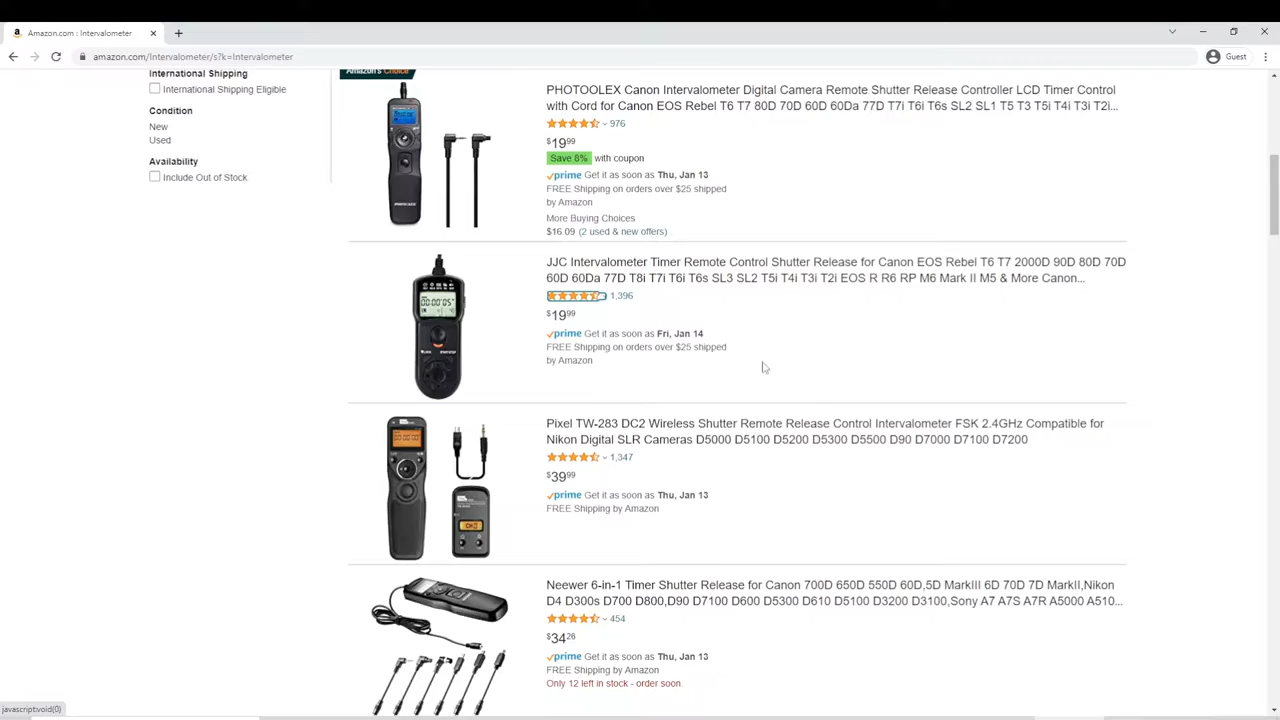 Amazon.com : Intervalometer
amazon.com/Intervalometer/s?k=Intervalometer
Guest
International Shipping
International Shipping Eligible
Condition
New
Used
Availability
Include Out of Stock
Amazon's Choice
PHOTOOLEX Canon Intervalometer Digital Camera Remote Shutter Release Controller LCD Timer Control
with Cord for Canon EOS Rebel T6 T7 80D 70D 60D 60Da 77D T7i T6i T6s SL2 SL1 T5 T3 T5i T4i T3i T2i...
976
$1999
Save 8% with coupon
prime Get it as soon as Thu, Jan 13
FREE Shipping on orders over $25 shipped
by Amazon
More Buying Choices
$16.09 (2 used & new offers)
JJC Intervalometer Timer Remote Control Shutter Release for Canon EOS Rebel T6 T7 2000D 90D 80D 70D
60D 60Da 77D T8i T7i T6i T6s SL3 SL2 T5i T4i T3i T2i EOS R R6 RP M6 Mark II M5 & More Canon...
1,396
$1999
prime Get it as soon as Fri, Jan 14
FREE Shipping on orders over $25 shipped
by Amazon
Pixel TW-283 DC2 Wireless Shutter Remote Release Control Intervalometer FSK 2.4GHz Compatible for
Nikon Digital SLR Cameras D5000 D5100 D5200 D5300 D5500 D90 D7000 D7100 D7200
1,347
$3999
prime Get it as soon as Thu, Jan 13
FREE Shipping by Amazon
Neewer 6-in-1 Timer Shutter Release for Canon 700D 650D 550D 60D,5D MarkIII 6D 70D 7D MarkII,Nikon
D4 D300s D700 D800,D90 D7100 D600 D5300 D610 D5100 D3200 D3100,Sony A7 A7S A7R A5000 A510...
454
$3426
prime Get it as soon as Thu, Jan 13
FREE Shipping by Amazon
Only 12 left in stock - order soon.
javascript:void(0)